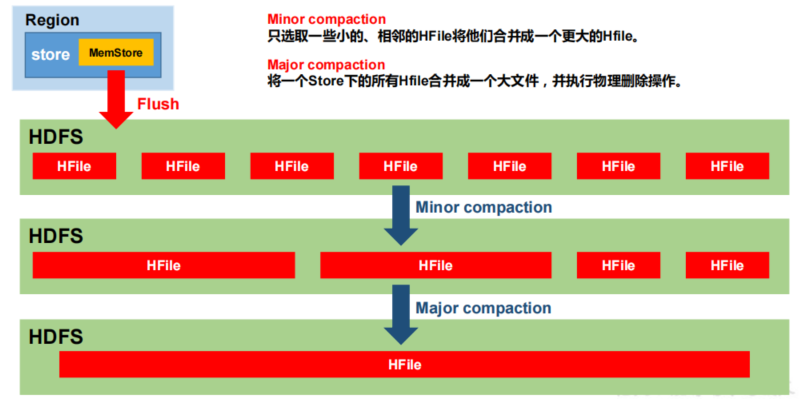 Region
store
MemStore
Flush
Minor compaction
只选取一些小的、相邻的HFile将他们合并成一个更大的Hfile。
Major compaction
将一个Store下的所有Hfile合并成一个大文件，并执行物理删除操作。
HDFS
HFile HFile HFile HFile HFile HFile HFile
Minor compaction
HDFS
HFile HFile HFile HFile
Major compaction
HDFS
HFile